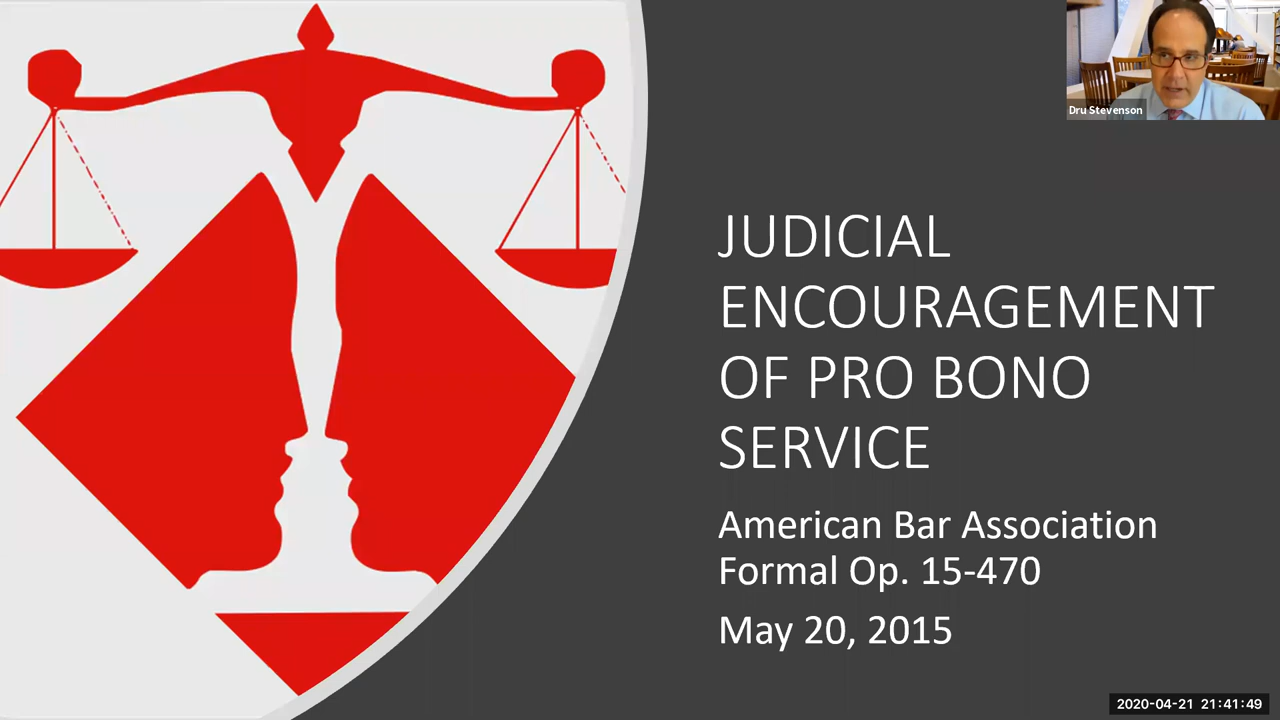 Dru Stevenson
JUDICIAL
ENCOURAGEMENT
OF PRO BONO
SERVICE
American Bar Association
Formal Op. 15-470
May 20, 2015
2020-04-21 21:41:49